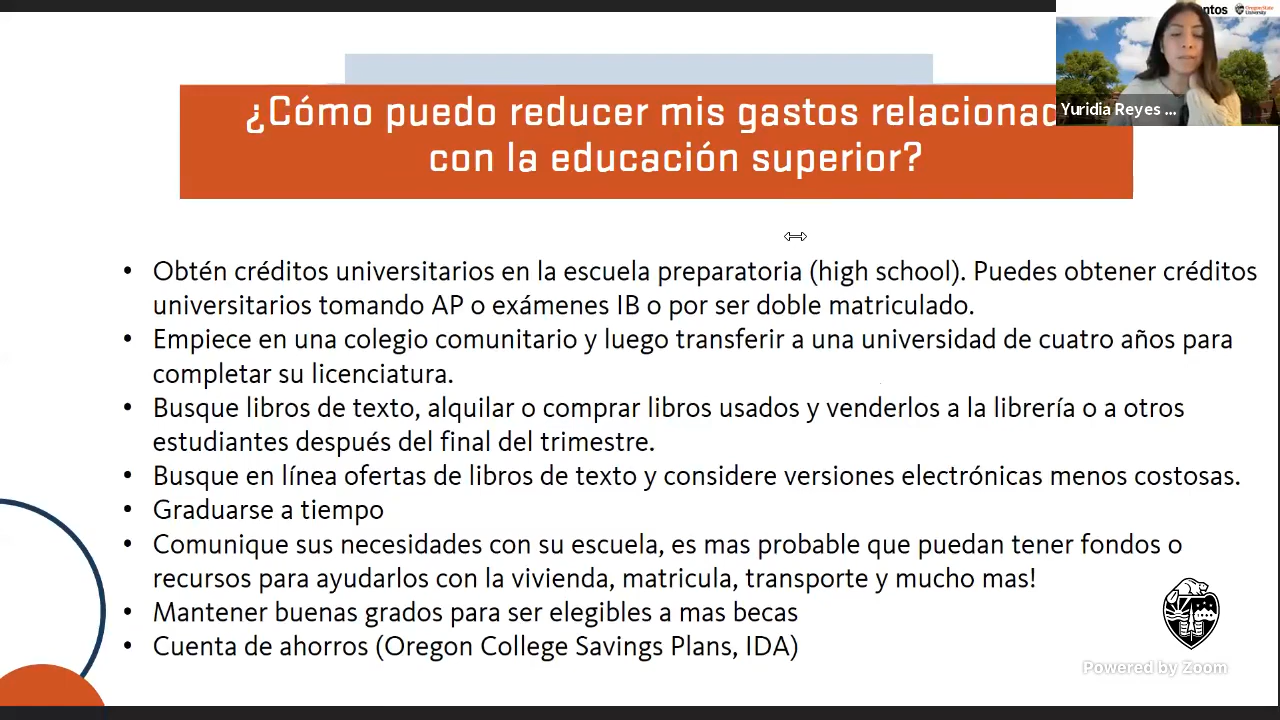 ntos
Oregon State
University
Yuridia Reyes ...
¿Cómo puedo reducer mis gastos relacionad
con la educación superior?
• Obtén créditos universitarios en la escuela preparatoria (high school). Puedes obtener créditos
universitarios tomando AP o exámenes IB o por ser doble matriculado.
• Empiece en una colegio comunitario y luego transferir a una universidad de cuatro años para
completar su licenciatura.
• Busque libros de texto, alquilar o comprar libros usados y venderlos a la librería o a otros
estudiantes después del final del trimestre.
• Busque en línea ofertas de libros de texto y considere versiones electrónicas menos costosas.
• Graduarse a tiempo
• Comunique sus necesidades con su escuela, es mas probable que puedan tener fondos o
recursos para ayudarlos con la vivienda, matricula, transporte y mucho mas!
• Mantener buenas grados para ser elegibles a mas becas
• Cuenta de ahorros (Oregon College Savings Plans, IDA)
Powered by Zoom